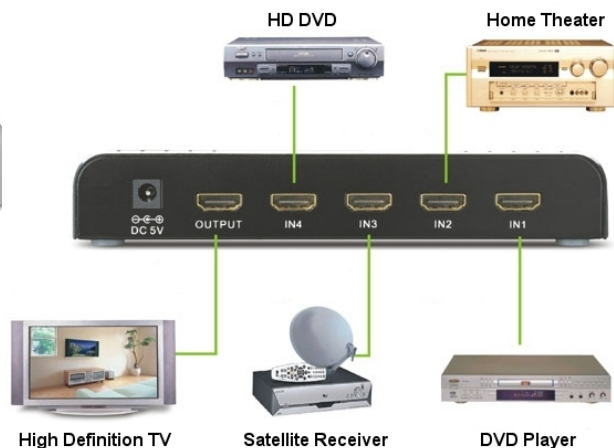 HD DVD
Home Theater
DC 5V
OUTPUT
IN4
IN3
IN2
IN1
High Definition TV
Satellite Receiver
DVD Player